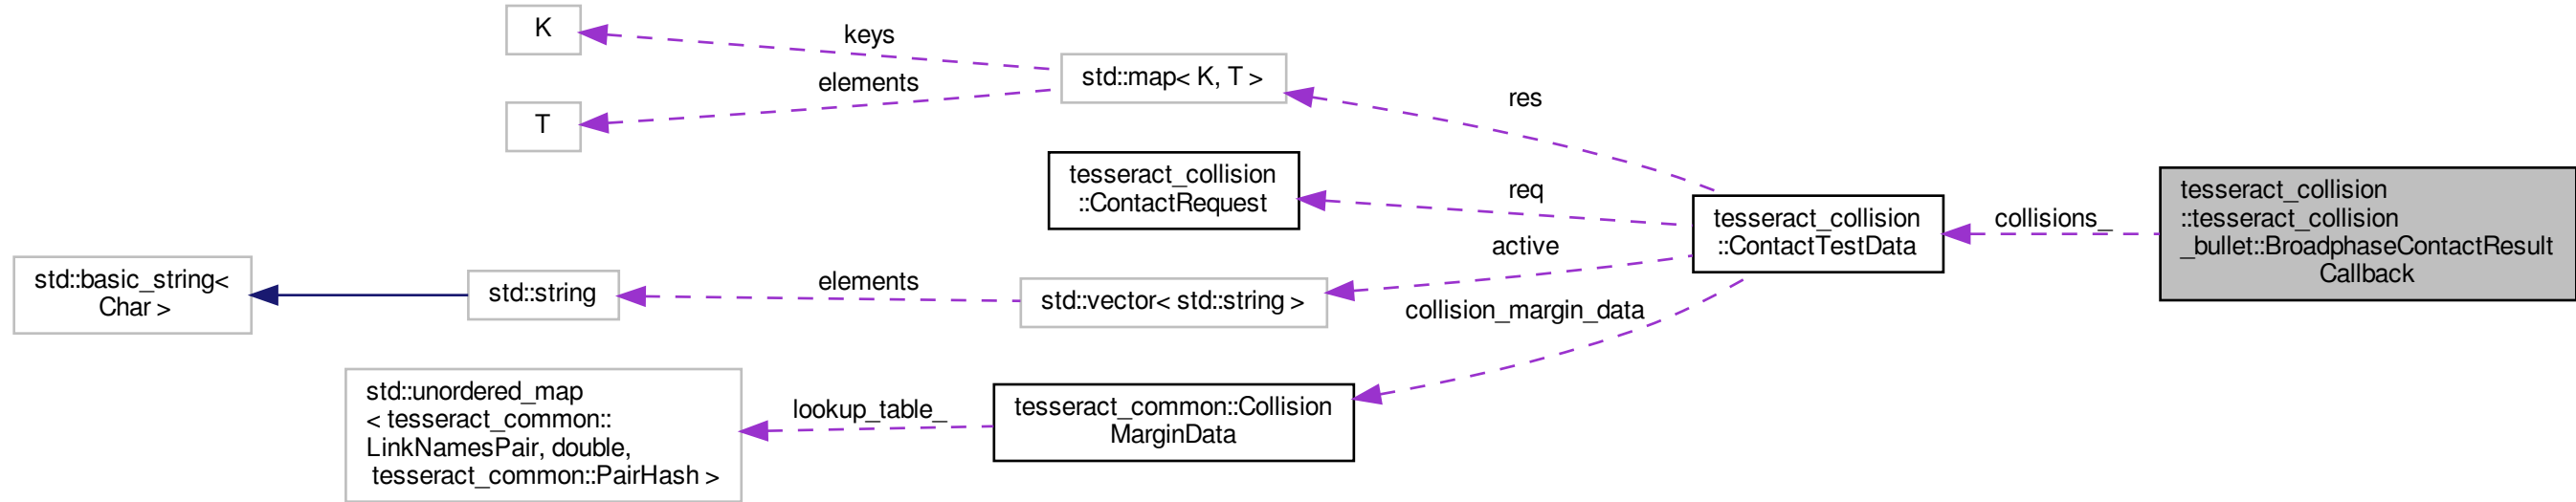 K
keys
std::map< K, T >
elements
T
res
tesseract_collision
::ContactRequest
req
tesseract_collision
::ContactTestData
collisions_
tesseract_collision
::tesseract_collision
_bullet::BroadphaseContactResult
Callback
active
std::basic_string<
Char >
std::string
elements
std::vector< std::string >
collision_margin_data
std::unordered_map
< tesseract_common::
LinkNamesPair, double,
tesseract_common::PairHash >
lookup_table_
tesseract_common::Collision
MarginData